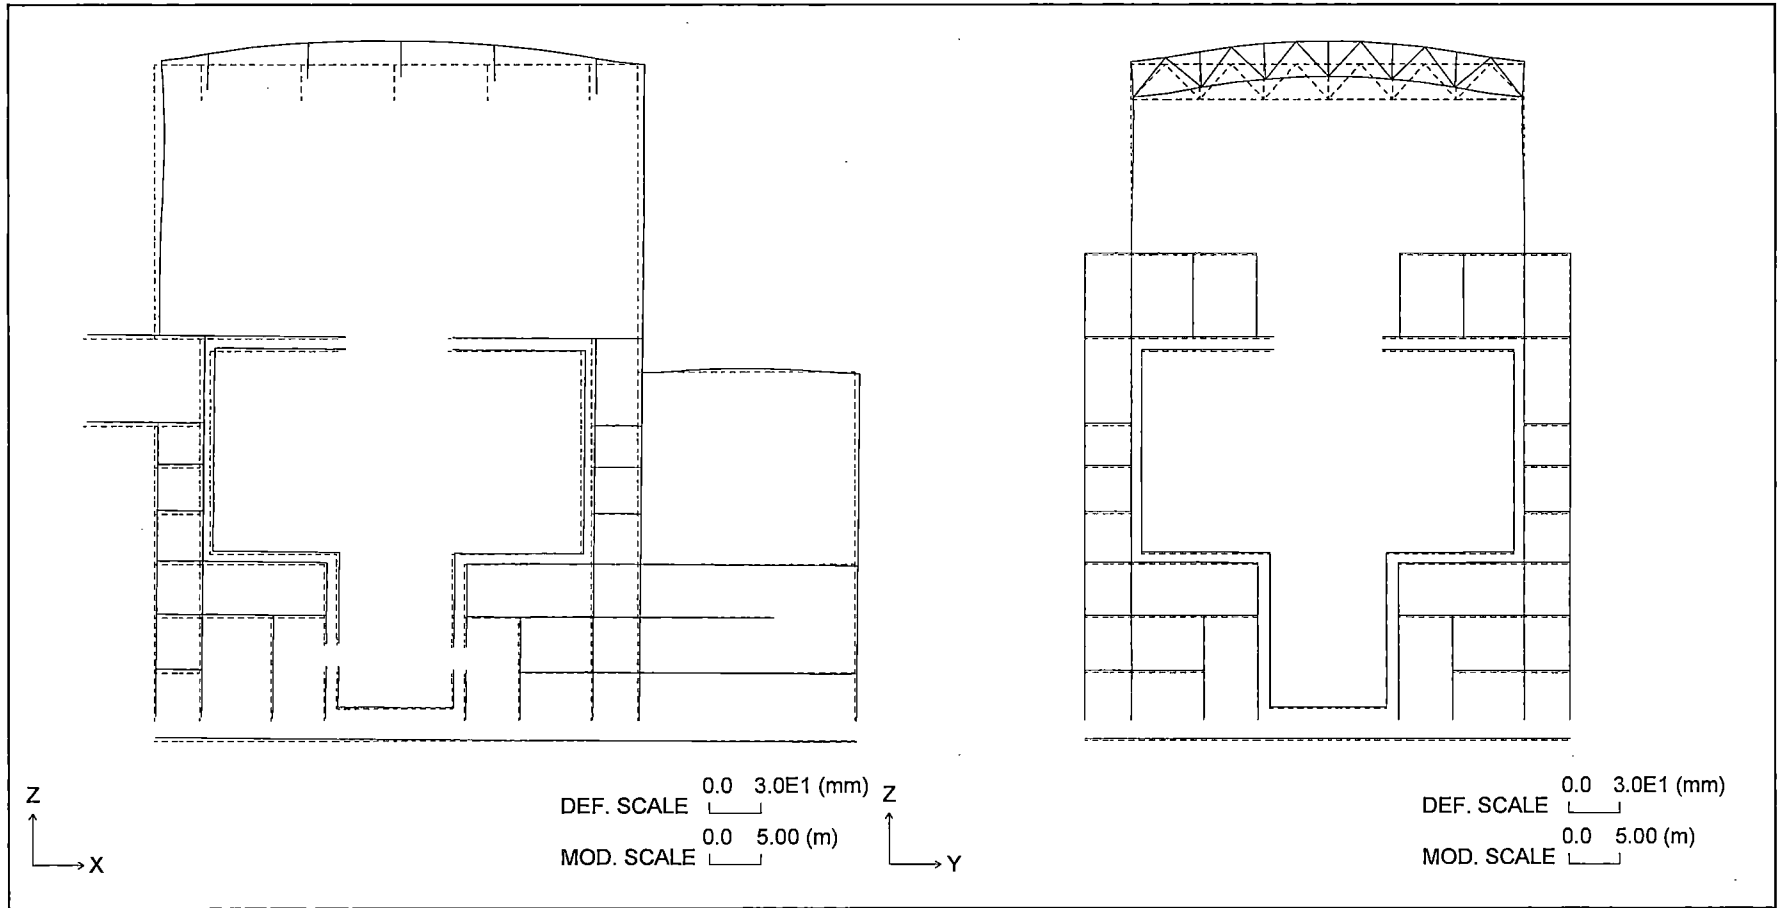 Z
X
0.0 3.0E1 (mm)
DEF. SCALE
0.0 5.00 (m)
MOD. SCALE
Z
Y
0.0 3.0E1 (mm)
DEF. SCALE
0.0 5.00 (m)
MOD. SCALE